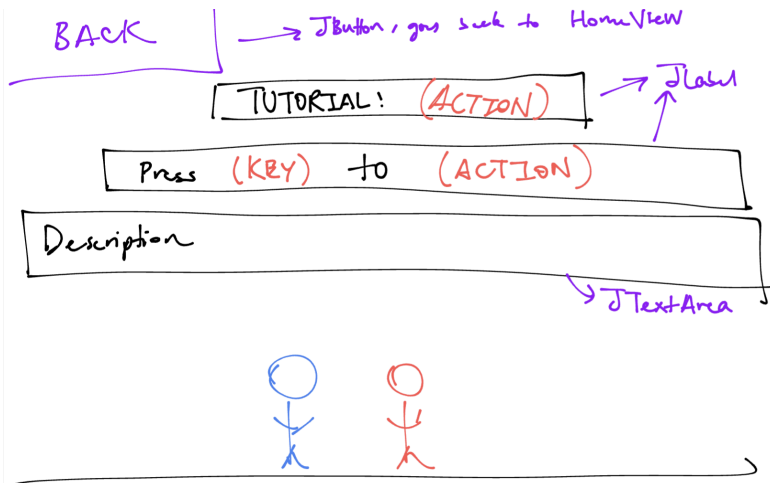 BACK
JButton, goes back to HomeView
TUTORIAL: (ACTION)
JLabel
Press (KEY) to (ACTION)
Description
JTextArea